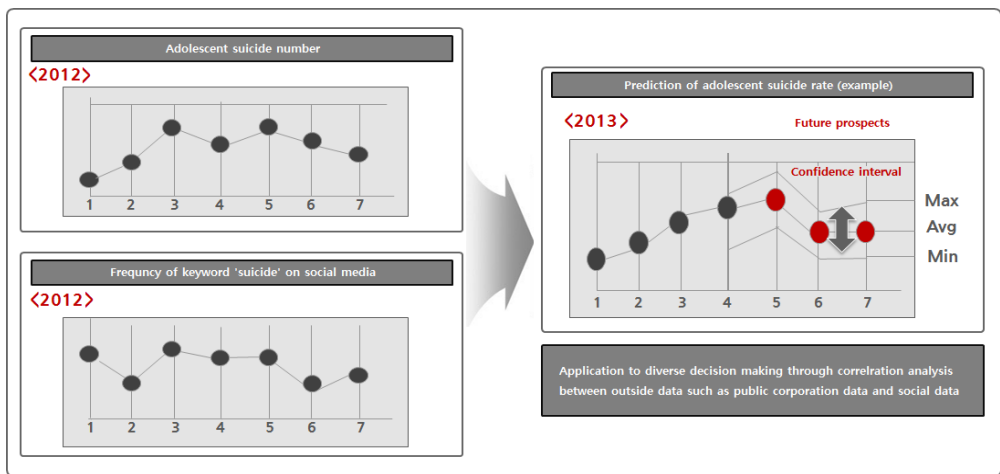 Adolescent suicide number
<2012>
1 2 3 4 5 6 7
Frequncy of keyword 'suicide' on social media
<2012>
1 2 3 4 5 6 7
Prediction of adolescent suicide rate (example)
<2013>
Future prospects
Confidence interval
Max
Avg
Min
1 2 3 4 5 6 7
Application to diverse decision making through correlration analysis
between outside data such as public corporation data and social data